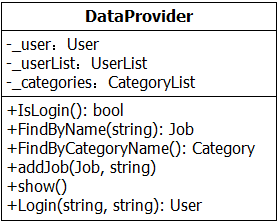 DataProvider
-_user：User
-_userList：UserList
-_categories：CategoryList
+IsLogin(): bool
+FindByName(string): Job
+FindByCategoryName(): Category
+addJob(Job, string)
+show()
+Login(string, string): User